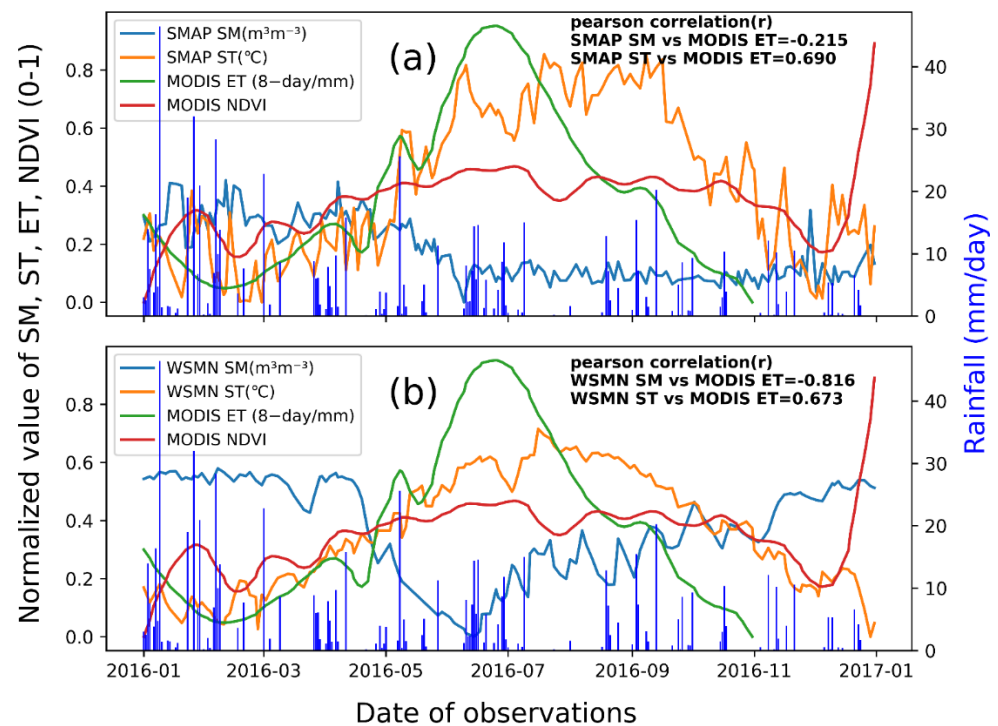 Normalized value of SM, ST, ET, NDVI (0-1)
Rainfall (mm/day)
SMAP SM(m³m⁻³)
SMAP ST(℃)
MODIS ET (8−day/mm)
MODIS NDVI
(a)
pearson correlation(r)
SMAP SM vs MODIS ET=-0.215
SMAP ST vs MODIS ET=0.690
0.8
0.6
0.4
0.2
0.0
40
30
20
10
0
WSMN SM(m³m⁻³)
WSMN ST(℃)
MODIS ET (8−day/mm)
MODIS NDVI
(b)
pearson correlation(r)
WSMN SM vs MODIS ET=-0.816
WSMN ST vs MODIS ET=0.673
0.8
0.6
0.4
0.2
0.0
40
30
20
10
0
2016-01 2016-03 2016-05 2016-07 2016-09 2016-11 2017-01
Date of observations